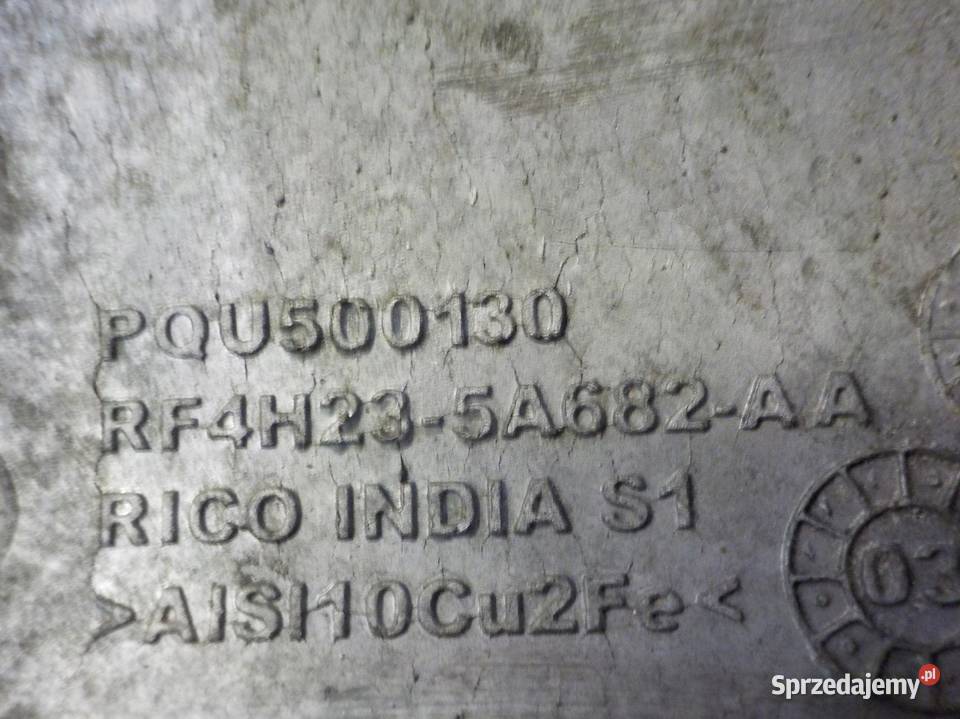 PQU500130
RF4H23-5A682-AA
RICO INDIA S1
>AlSI10Cu2Fe<
03
Sprzedajemy.pl